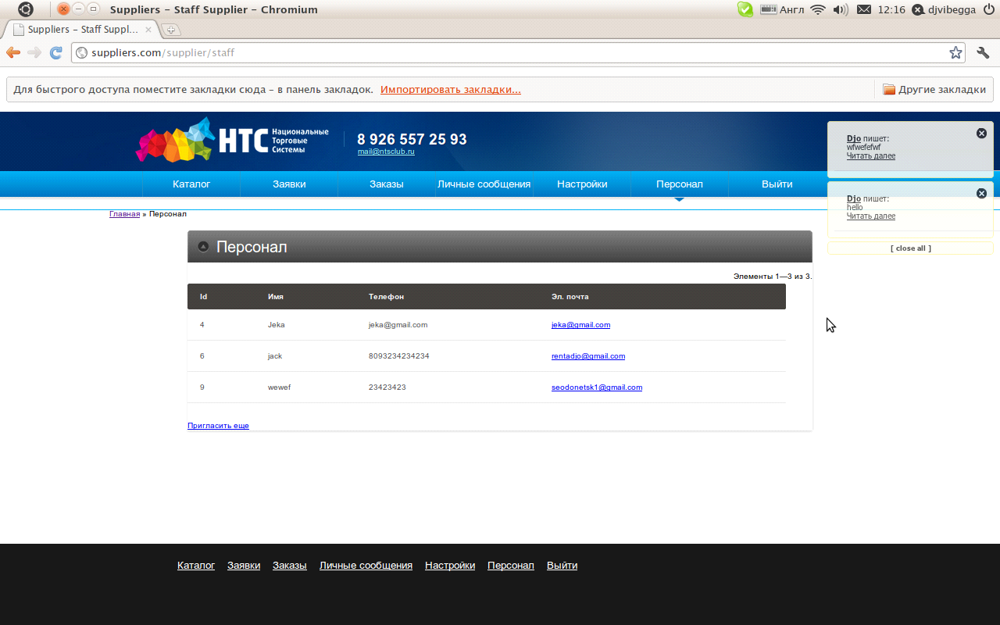 Suppliers – Staff Supplier – Chromium
Англ 12:16 djvibegga
Suppliers – Staff Suppl...
suppliers.com/supplier/staff
Для быстрого доступа поместите закладки сюда – в панель закладок. Импортировать закладки... Другие закладки
НТС Национальные
Торговые
Системы
8 926 557 25 93
mail@ntsclub.ru
Djo пишет:
wfwefefwf
Читать далее
Каталог Заявки Заказы Личные сообщения Настройки Персонал Выйти
Djo пишет:
hello
Читать далее
[ close all ]
Главная » Персонал
Персонал
Элементы 1—3 из 3.
Id Имя Телефон Эл. почта
4 Jeka jeka@gmail.com jeka@gmail.com
6 jack 8093234234234 rentadjo@gmail.com
9 wewef 23423423 seodonetsk1@gmail.com
Пригласить еще
Каталог Заявки Заказы Личные сообщения Настройки Персонал Выйти